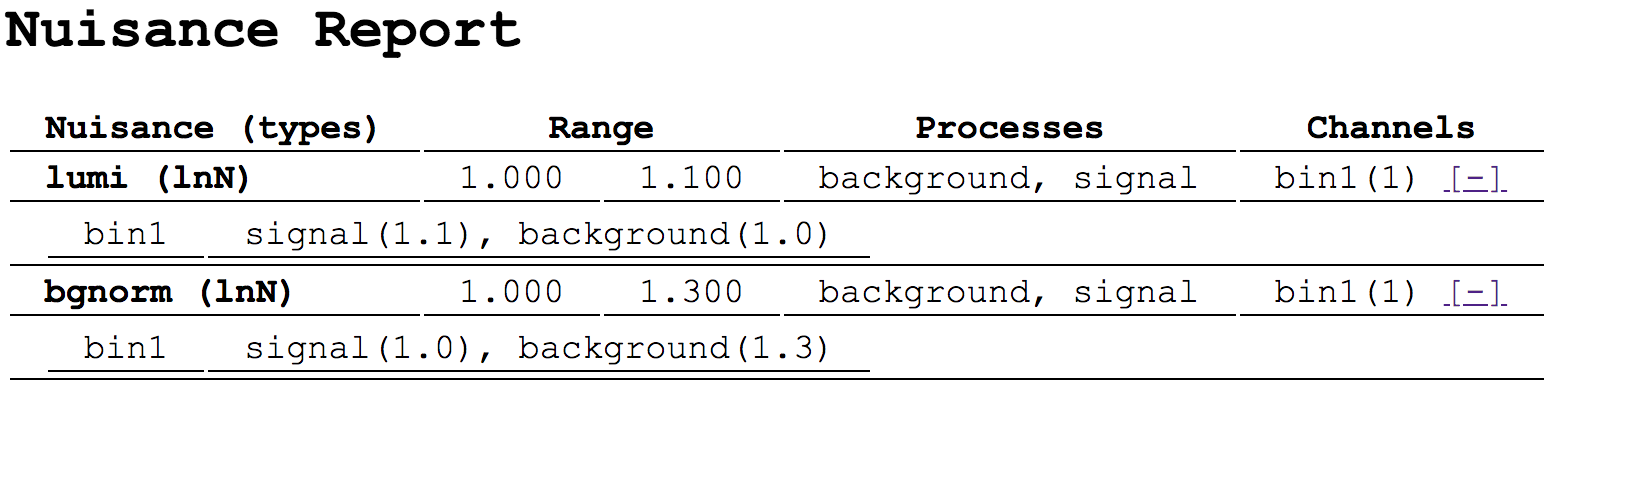 Nuisance Report
Nuisance (types) Range Processes Channels
lumi (lnN) 1.000 1.100 background, signal bin1(1) [-]
bin1 signal(1.1), background(1.0)
bgnorm (lnN) 1.000 1.300 background, signal bin1(1) [-]
bin1 signal(1.0), background(1.3)